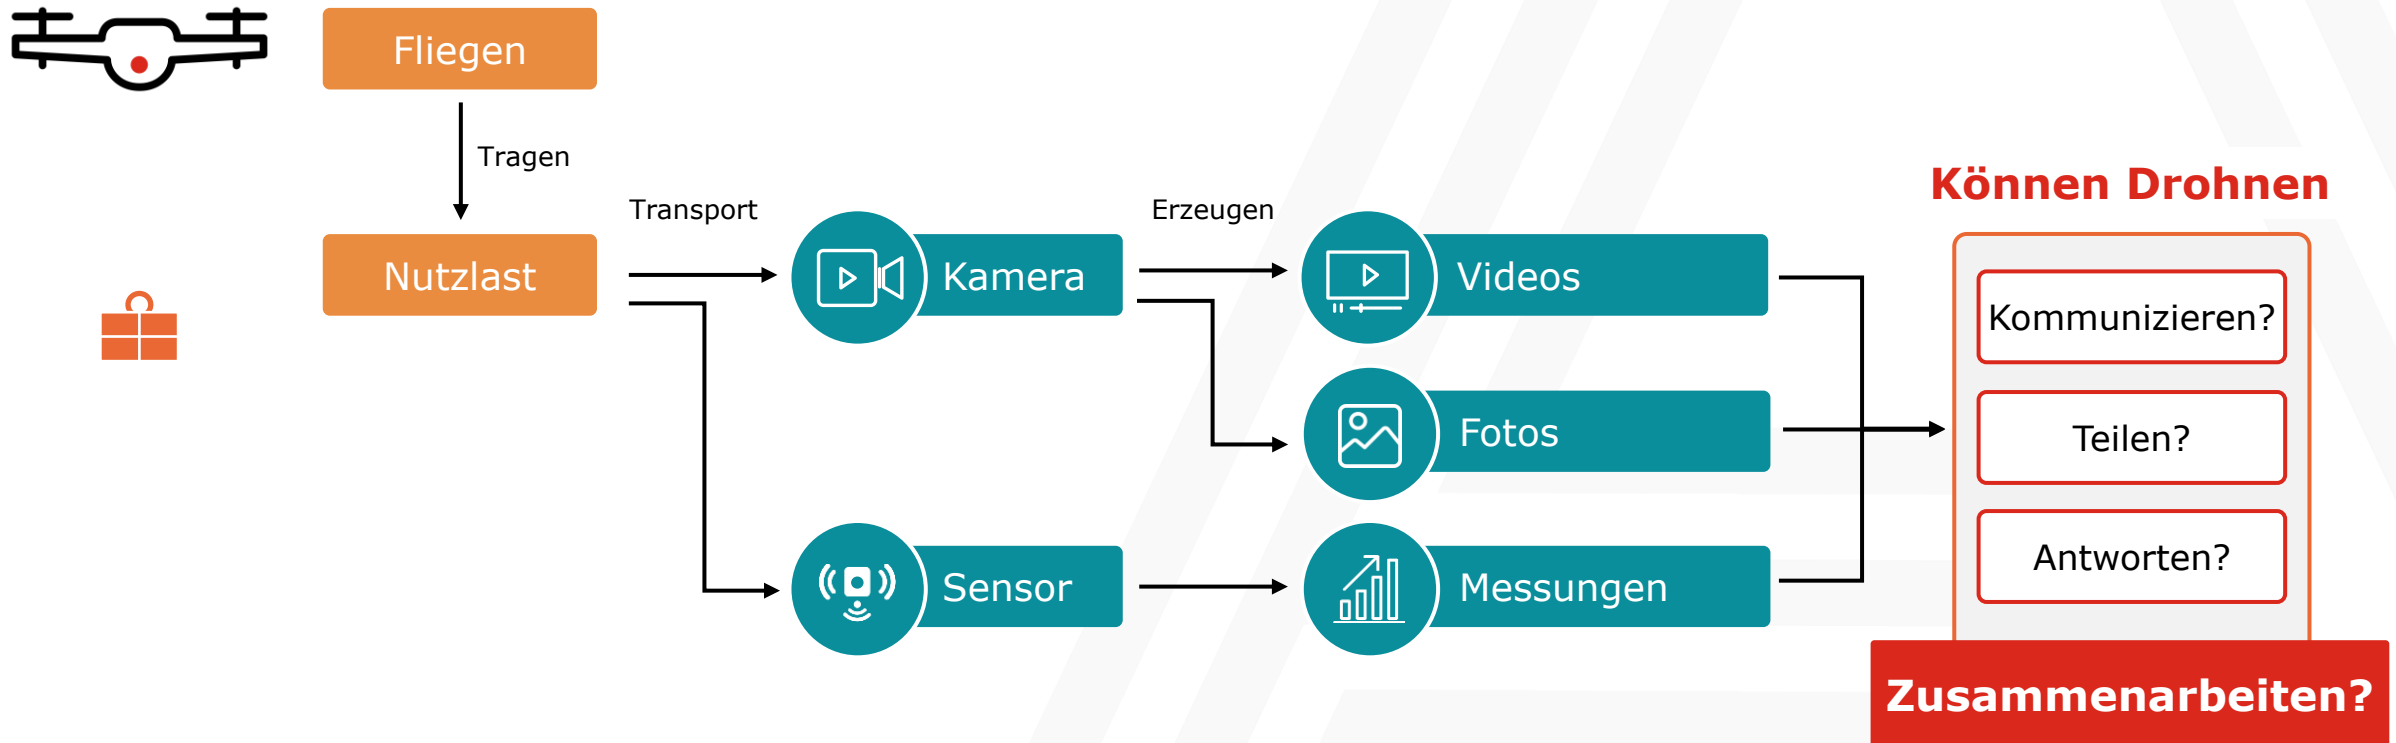 Fliegen
Tragen
Nutzlast
Transport
Kamera
Sensor
Erzeugen
Videos
Fotos
Messungen
Können Drohnen
Kommunizieren?
Teilen?
Antworten?
Zusammenarbeiten?